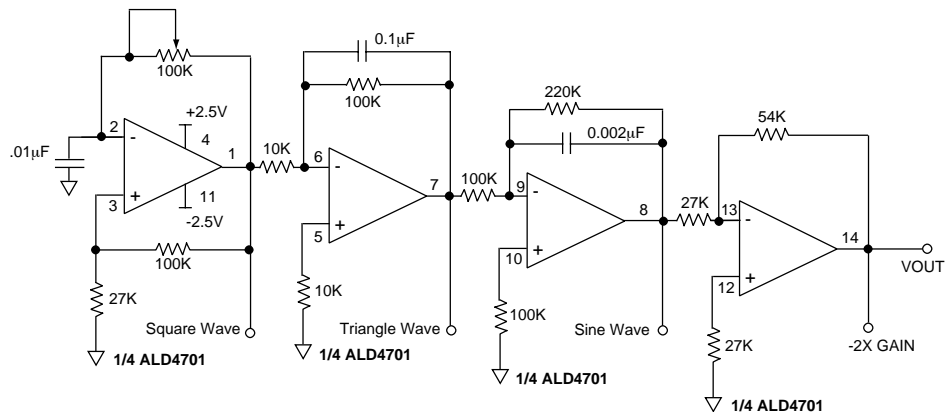 0.1µF
100K
100K
220K
+2.5V
54K
2
-
4
0.002µF
.01µF
1
10K
6
-
+
11
7
100K
9
-
3
-2.5V
+
5
8
27K
13
-
100K
10
+
14
VOUT
27K
10K
12
+
100K
Square Wave
Triangle Wave
Sine Wave
27K
-2X GAIN
1/4 ALD4701
1/4 ALD4701
1/4 ALD4701
1/4 ALD4701